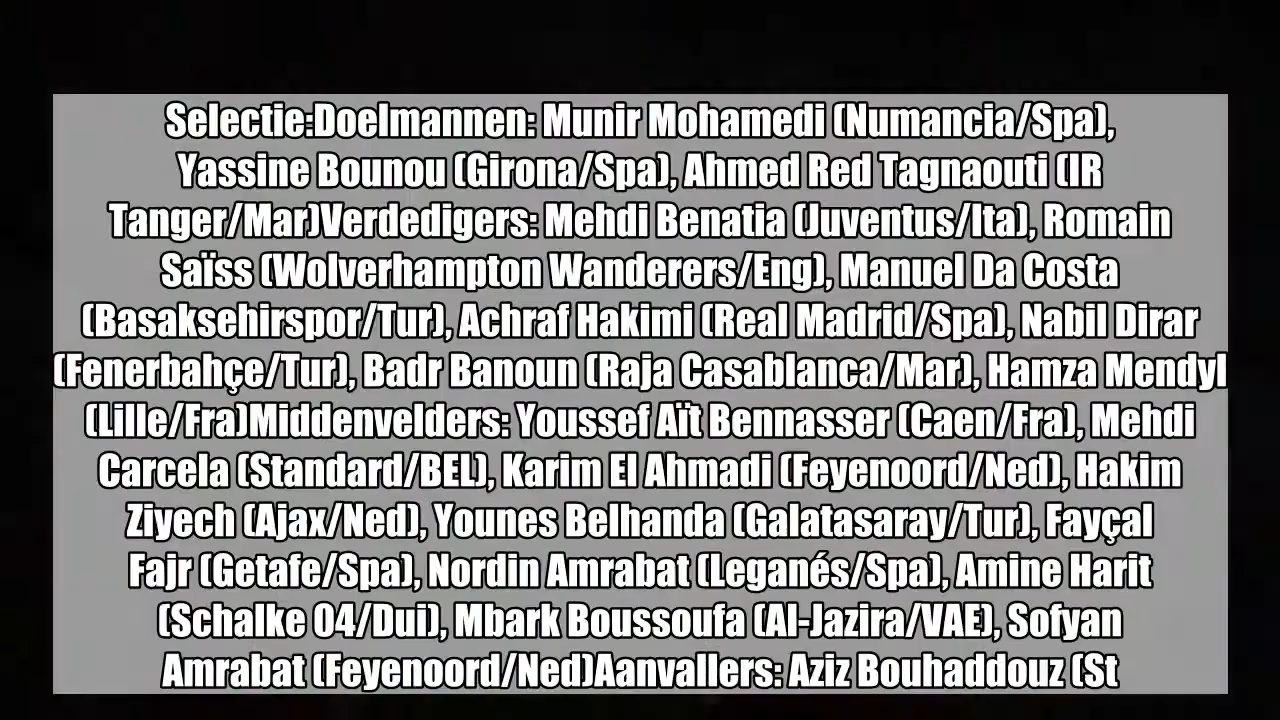 Selectie:Doelmannen: Munir Mohamedi (Numancia/Spa),
Yassine Bounou (Girona/Spa), Ahmed Red Tagnaouti (IR
Tanger/Mar)Verdedigers: Mehdi Benatia (Juventus/Ita), Romain
Saïss (Wolverhampton Wanderers/Eng), Manuel Da Costa
(Basaksehirspor/Tur), Achraf Hakimi (Real Madrid/Spa), Nabil Dirar
(Fenerbahçe/Tur), Badr Banoun (Raja Casablanca/Mar), Hamza Mendyl
(Lille/Fra)Middenvelders: Youssef Aït Bennasser (Caen/Fra), Mehdi
Carcela (Standard/BEL), Karim El Ahmadi (Feyenoord/Ned), Hakim
Ziyech (Ajax/Ned), Younes Belhanda (Galatasaray/Tur), Fayçal
Fajr (Getafe/Spa), Nordin Amrabat (Leganés/Spa), Amine Harit
(Schalke 04/Dui), Mbark Boussoufa (Al-Jazira/VAE), Sofyan
Amrabat (Feyenoord/Ned)Aanvallers: Aziz Bouhaddouz (St